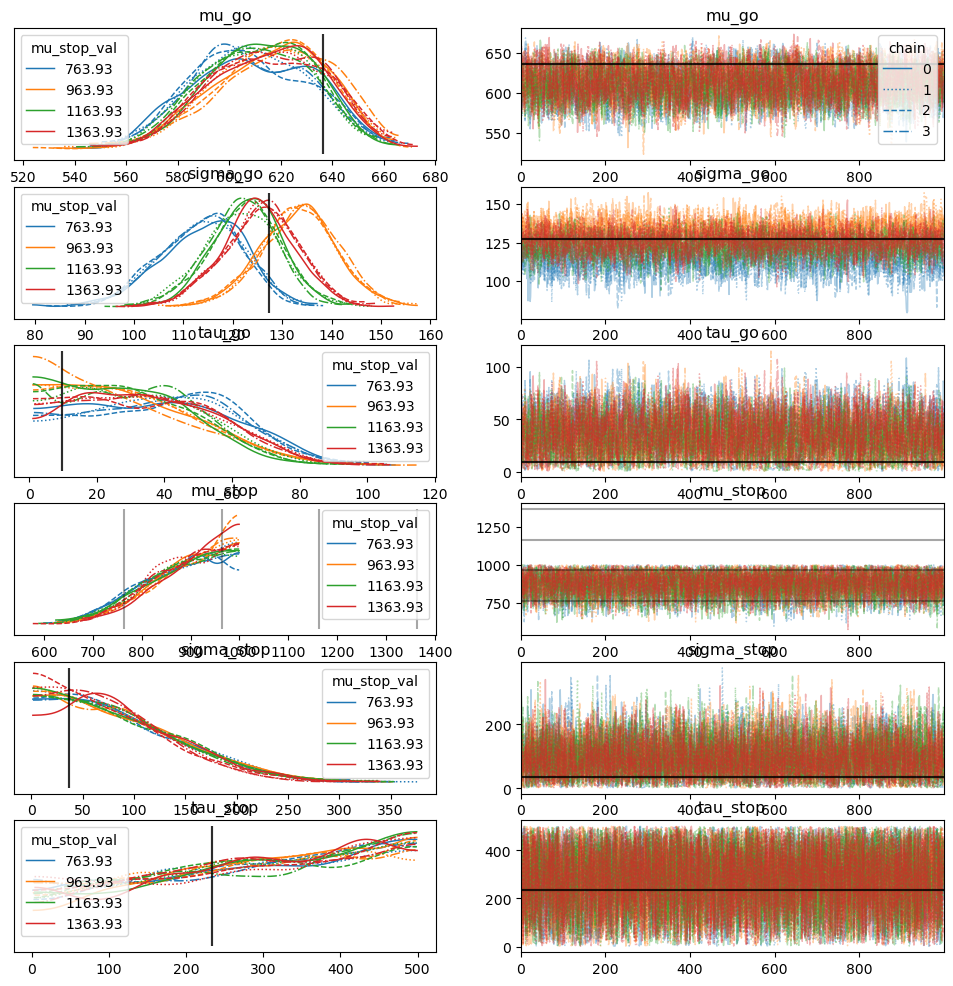 mu_go
mu_stop_val
763.93
963.93
1163.93
1363.93
520 540 560 580 600 620 640 660 680
mu_go
chain
0
1
2
3
650
600
550
0 200 400 600 800
sigma_go
mu_stop_val
763.93
963.93
1163.93
1363.93
80 90 100 110 120 130 140 150 160
sigma_go
150
125
100
0 200 400 600 800
tau_go
mu_stop_val
763.93
963.93
1163.93
1363.93
0 20 40 60 80 100 120
tau_go
100
50
0
0 200 400 600 800
mu_stop
mu_stop_val
763.93
963.93
1163.93
1363.93
600 700 800 900 1000 1100 1200 1300 1400
mu_stop
1250
1000
750
0 200 400 600 800
sigma_stop
mu_stop_val
763.93
963.93
1163.93
1363.93
0 50 100 150 200 250 300 350
sigma_stop
200
0
0 200 400 600 800
tau_stop
mu_stop_val
763.93
963.93
1163.93
1363.93
0 100 200 300 400 500
tau_stop
400
200
0
0 200 400 600 800